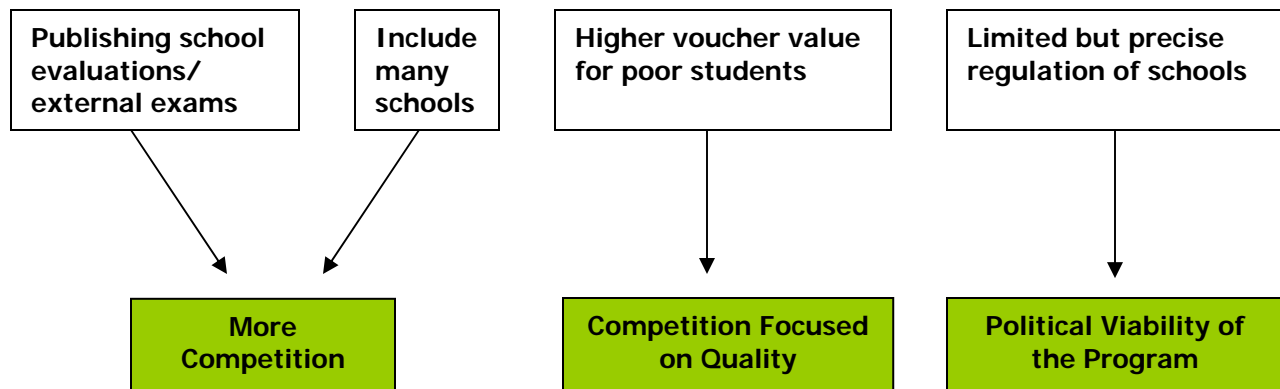 Publishing school
evaluations/
external exams
Include
many
schools
Higher voucher value
for poor students
Limited but precise
regulation of schools
More
Competition
Competition Focused
on Quality
Political Viability of
the Program